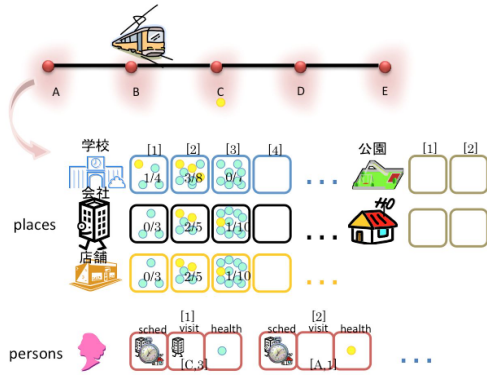 A B C D E
学校 [1] [2] [3] [4] 公園 [1] [2]
1/4 3/8 0/7 ...
会社 HO
places 0/3 2/5 1/10 ...
店舗
0/3 2/5 1/10 ...
[1] [2]
sched visit health sched visit health
persons ...
[C,3] [A,1]